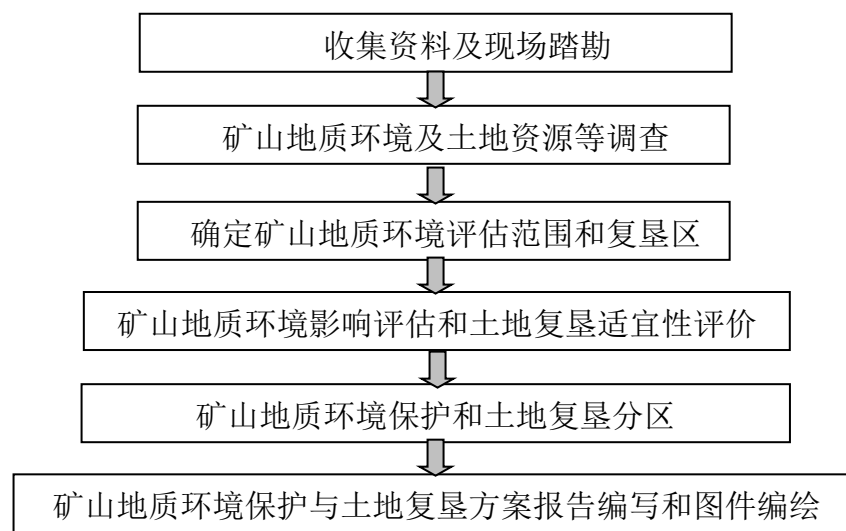 收集资料及现场踏勘
矿山地质环境及土地资源等调查
确定矿山地质环境评估范围和复垦区
矿山地质环境影响评估和土地复垦适宜性评价
矿山地质环境保护和土地复垦分区
矿山地质环境保护与土地复垦方案报告编写和图件编绘